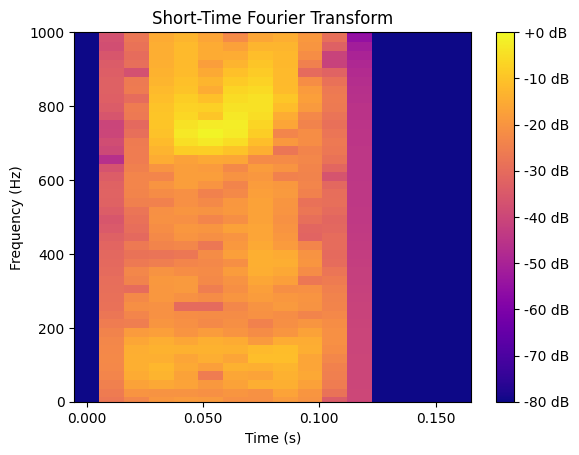 Short-Time Fourier Transform
1000
800
600
400
200
0
Frequency (Hz)
0.000
0.050
0.100
0.150
Time (s)
+0 dB
-10 dB
-20 dB
-30 dB
-40 dB
-50 dB
-60 dB
-70 dB
-80 dB